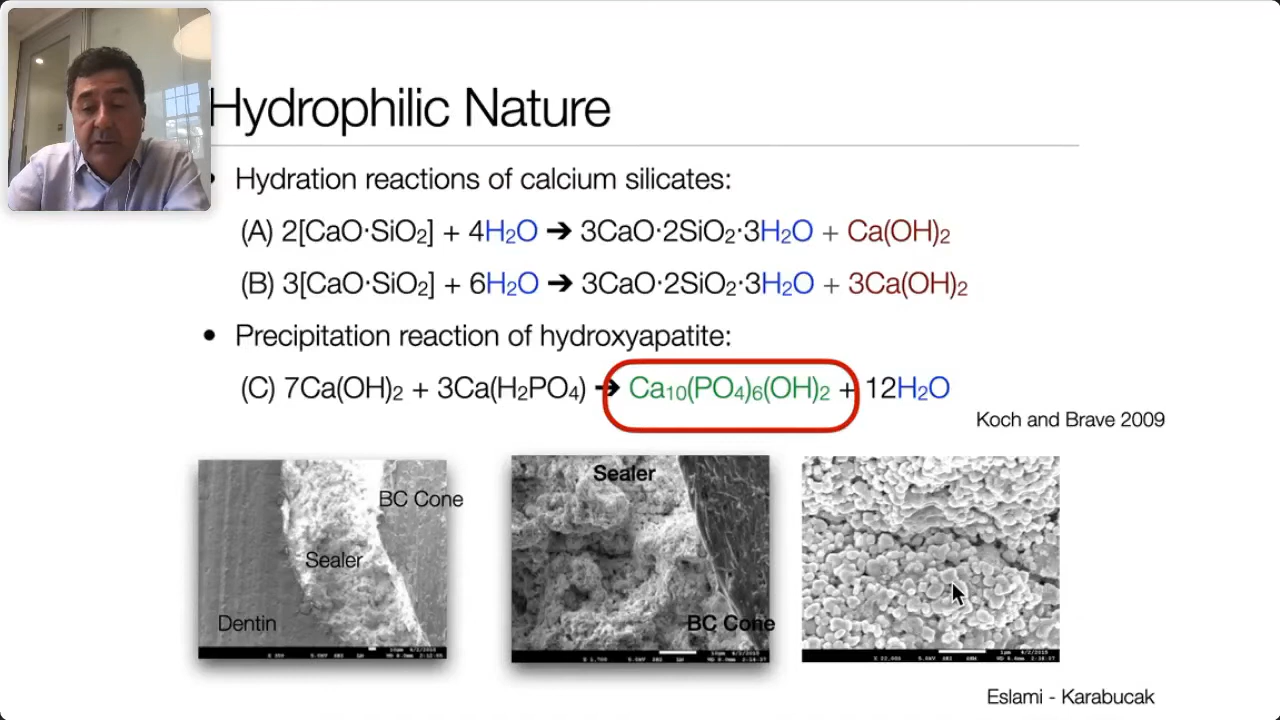 Hydrophilic Nature
• Hydration reactions of calcium silicates:
(A) 2[CaO·SiO₂] + 4H₂O ➔ 3CaO·2SiO₂·3H₂O + Ca(OH)₂
(B) 3[CaO·SiO₂] + 6H₂O ➔ 3CaO·2SiO₂·3H₂O + 3Ca(OH)₂
• Precipitation reaction of hydroxyapatite:
(C) 7Ca(OH)₂ + 3Ca(H₂PO₄) ➔ Ca₁₀(PO₄)₆(OH)₂ + 12H₂O
Koch and Brave 2009
BC Cone
Sealer
Dentin
Sealer
BC Cone
Eslami - Karabucak